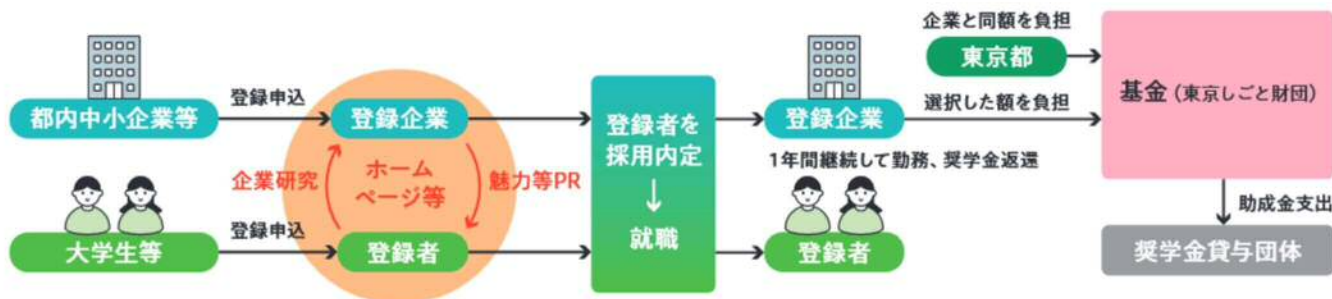 都内中小企業等
登録申込
登録企業
企業研究
ホーム
ページ等
魅力等PR
大学生等
登録申込
登録者
登録者を
採用内定
就職
登録企業
1年間継続して勤務、奨学金返還
登録者
企業と同額を負担
東京都
選択した額を負担
基金（東京しごと財団）
助成金支出
奨学金貸与団体